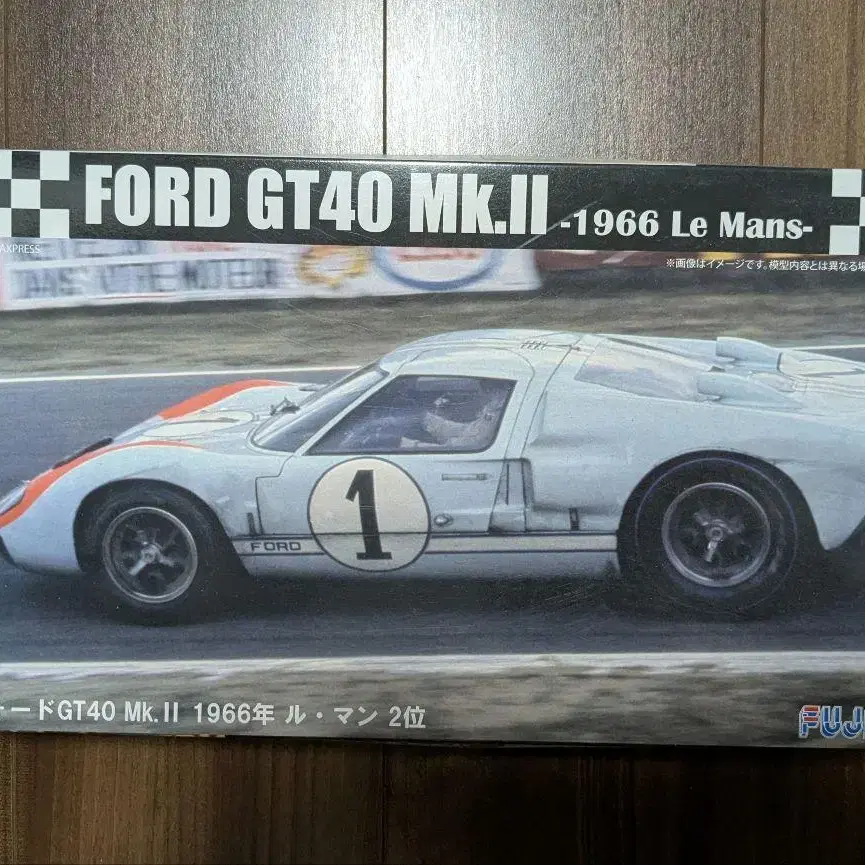 FORD GT40 Mk.II -1966 Le Mans-
AXPRESS
※画像はイメージです。模型内容とは異なる場
1
FORD
ードGT40 Mk.II 1966年 ル・マン 2位
FUJ